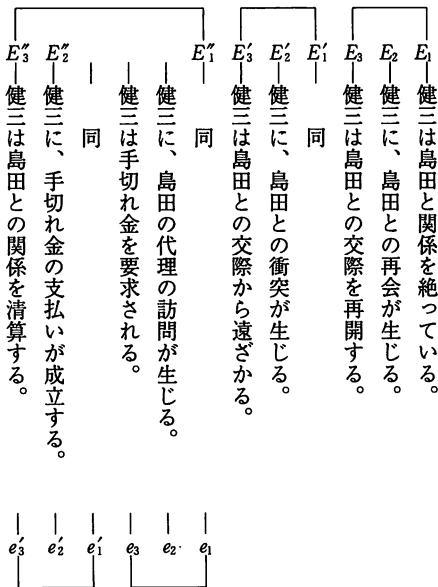 E₁ 健三は島田と関係を絶っている。
E₂ 健三に、島田との再会が生じる。
E₃ 健三は島田との交際を再開する。
E′₁ 同
E′₂ 健三に、島田との衝突が生じる。
E′₃ 健三は島田との交際から遠ざかる。
E″₁ 同 e₁
健三に、島田の代理の訪問が生じる。 e₂
健三は手切れ金を要求される。 e₃
同 e′₁
E″₂ 健三に、手切れ金の支払いが成立する。 e′₂
E″₃ 健三は島田との関係を清算する。 e′₃